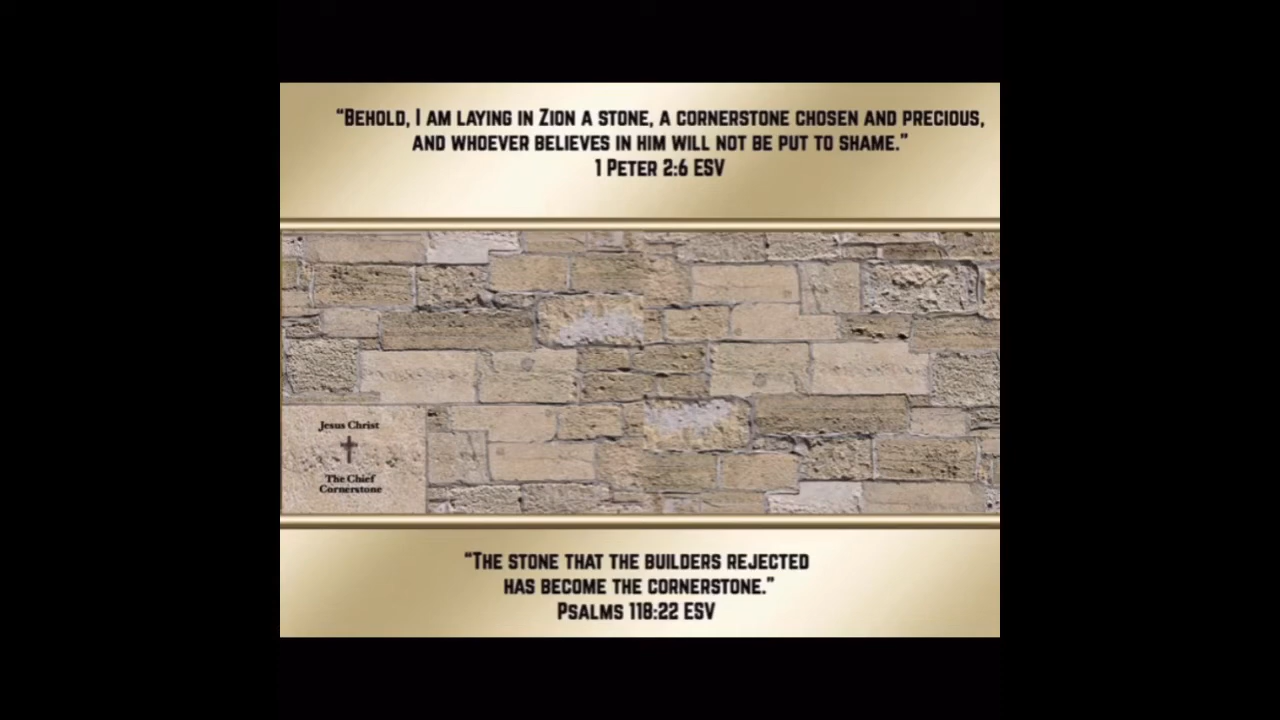 “Behold, I am laying in Zion a stone, a cornerstone chosen and precious,
and whoever believes in him will not be put to shame.”
1 Peter 2:6 ESV
Jesus Christ
The Chief
Cornerstone
“The stone that the builders rejected
has become the cornerstone.”
Psalms 118:22 ESV